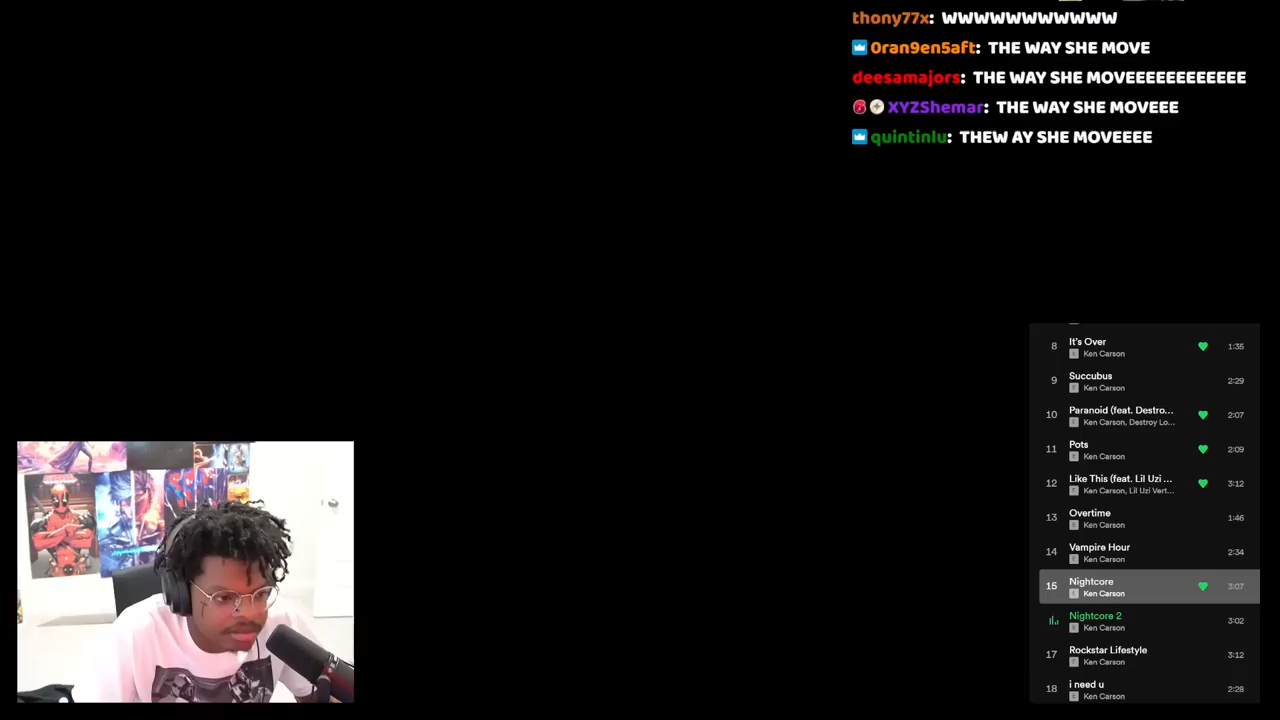 thony77x: WWWWWWWWWWW
0ran9en5aft: THE WAY SHE MOVE
deesamajors: THE WAY SHE MOVEEEEEEEEEEE
XYZShemar: THE WAY SHE MOVEEE
quintinlu: THEW AY SHE MOVEEEE
8 It's Over 1:35
E Ken Carson
9 Succubus 2:29
E Ken Carson
10 Paranoid (feat. Destro... 2:07
E Ken Carson, Destroy Lo...
11 Pots 2:09
E Ken Carson
12 Like This (feat. Lil Uzi ... 3:12
E Ken Carson, Lil Uzi Vert...
13 Overtime 1:46
E Ken Carson
14 Vampire Hour 2:34
E Ken Carson
15 Nightcore 3:07
E Ken Carson
Nightcore 2 3:02
E Ken Carson
17 Rockstar Lifestyle 3:12
E Ken Carson
18 i need u 2:28
E Ken Carson